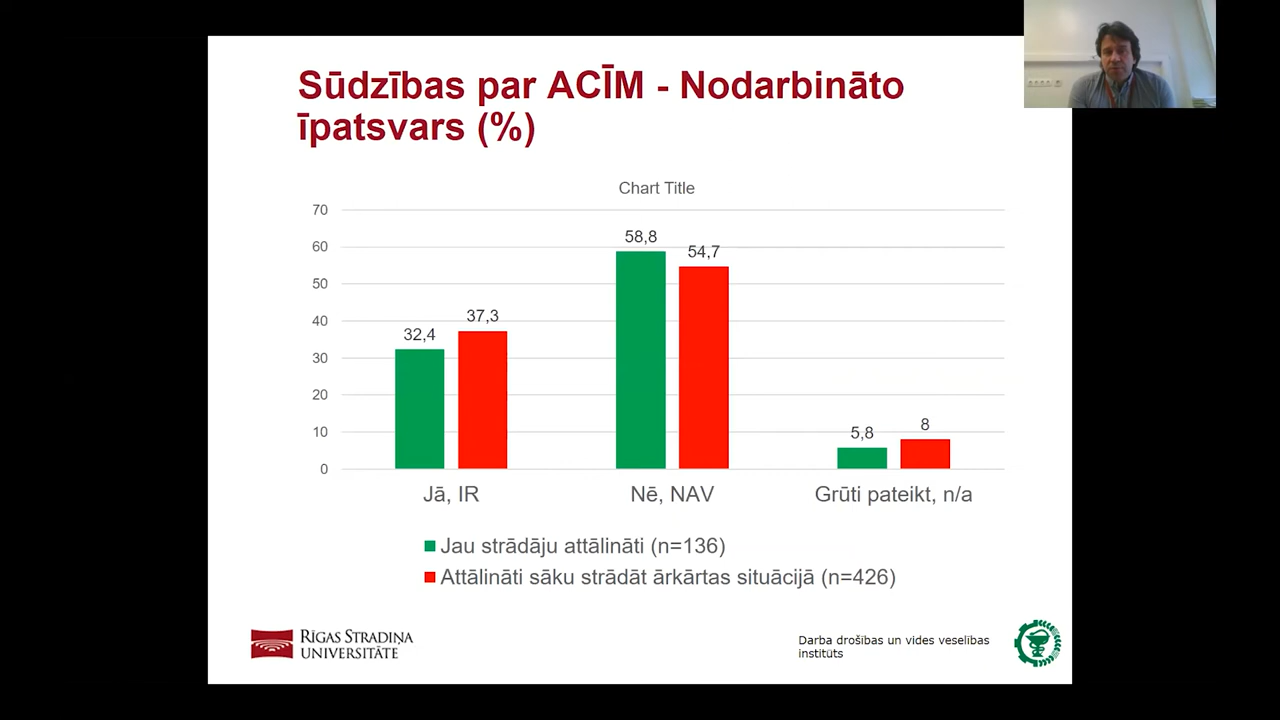 Sūdzības par ACĪM - Nodarbināto
īpatsvars (%)
Chart Title
70
60
50
40
30
20
10
0
32,4
37,3
58,8
54,7
5,8
8
Jā, IR
Nē, NAV
Grūti pateikt, n/a
Jau strādāju attālināti (n=136)
Attālināti sāku strādāt ārkārtas situācijā (n=426)
RĪGAS STRADIŅA
UNIVERSITĀTE
Darba drošības un vides veselības
institūts